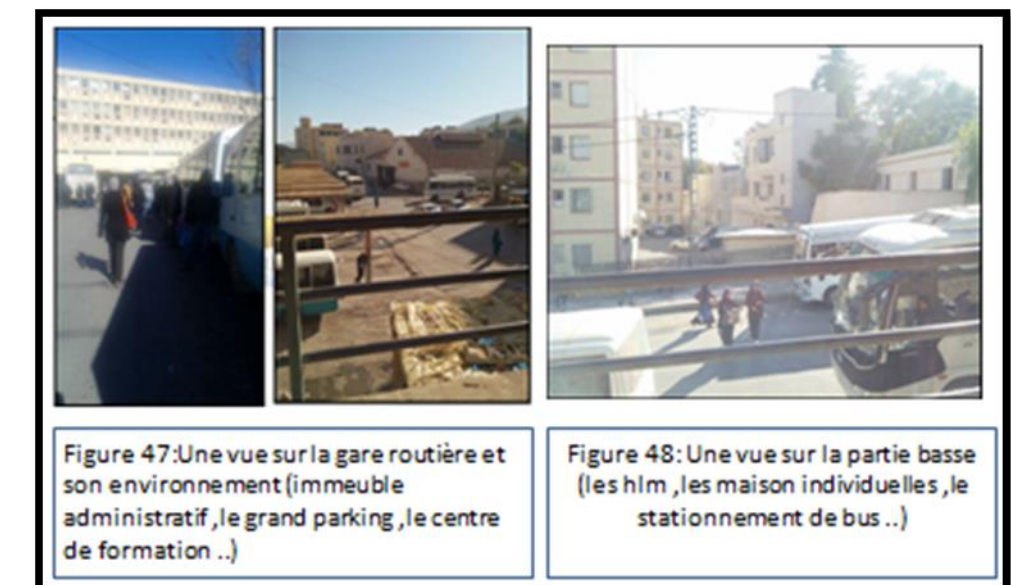 Figure 47:Une vue sur la gare routière et
son environnement (immeuble
administratif ,le grand parking ,le centre
de formation ..)
Figure 48: Une vue sur la partie basse
(les hlm ,les maison individuelles ,le
stationnement de bus ..)